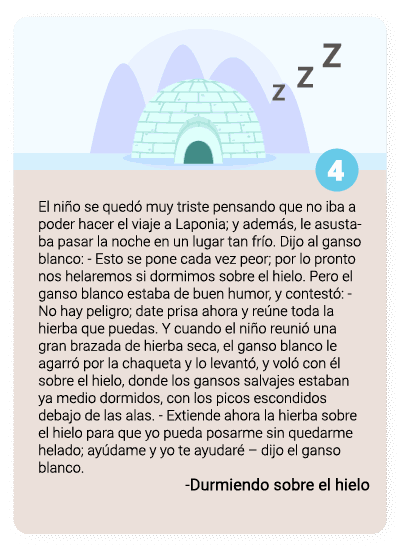 z z Z
4
El niño se quedó muy triste pensando que no iba a
poder hacer el viaje a Laponia; y además, le asusta-
ba pasar la noche en un lugar tan frío. Dijo al ganso
blanco: - Esto se pone cada vez peor; por lo pronto
nos helaremos si dormimos sobre el hielo. Pero el
ganso blanco estaba de buen humor, y contestó: -
No hay peligro; date prisa ahora y reúne toda la
hierba que puedas. Y cuando el niño reunió una
gran brazada de hierba seca, el ganso blanco le
agarró por la chaqueta y lo levantó, y voló con él
sobre el hielo, donde los gansos salvajes estaban
ya medio dormidos, con los picos escondidos
debajo de las alas. - Extiende ahora la hierba sobre
el hielo para que yo pueda posarme sin quedarme
helado; ayúdame y yo te ayudaré – dijo el ganso
blanco.
-Durmiendo sobre el hielo